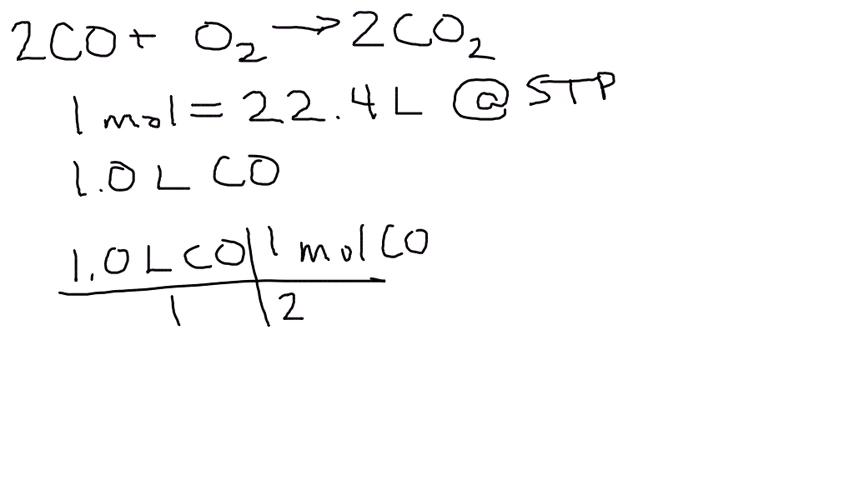 2CO + O₂ → 2CO₂
1 mol = 22.4 L @ STP
1.0 L CO
1.0 L CO | 1 mol CO
1 | 2